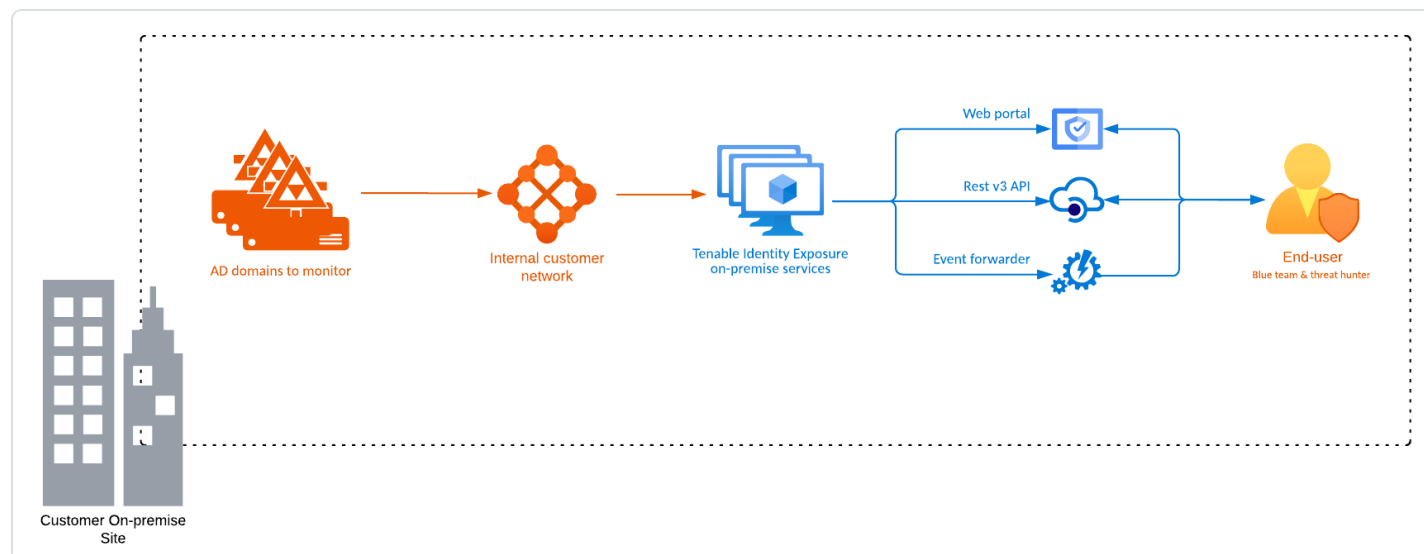 AD domains to monitor
Internal customer
network
Tenable Identity Exposure
on-premise services
Web portal
Rest v3 API
Event forwarder
End-user
Blue team & threat hunter
Customer On-premise
Site